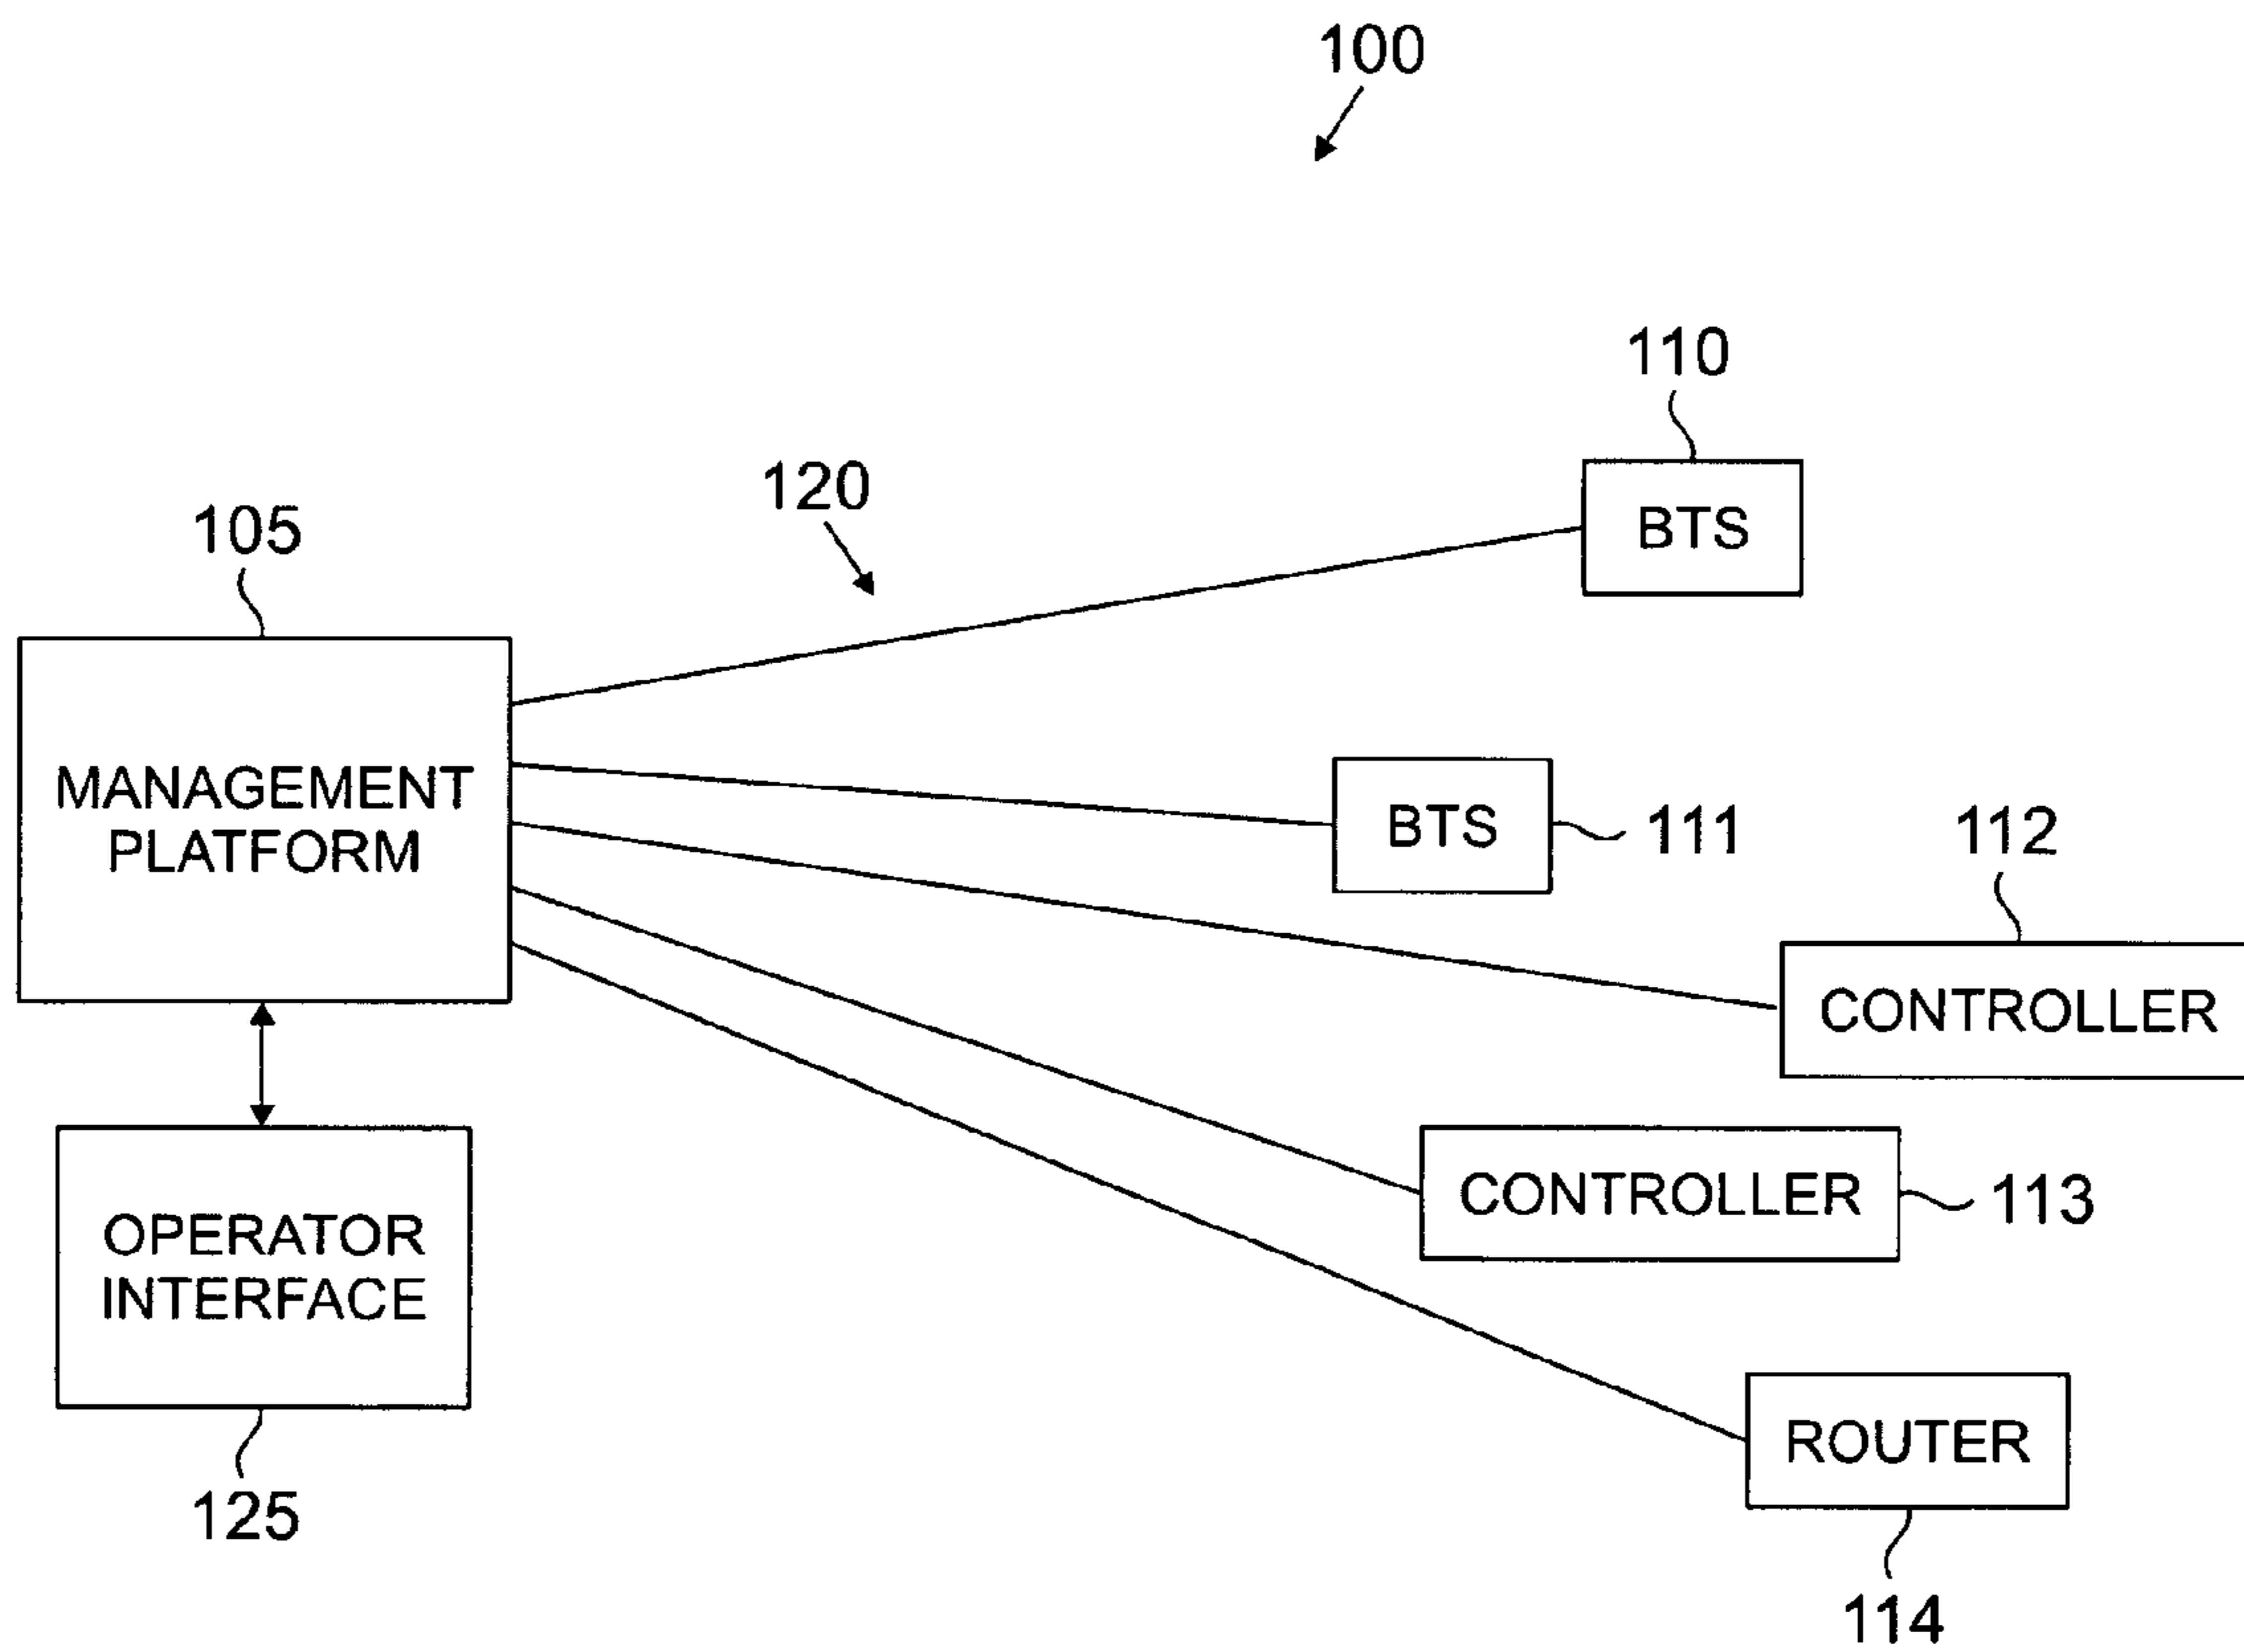 100
110
BTS
120
105
MANAGEMENT
PLATFORM
BTS
111
112
CONTROLLER
CONTROLLER
113
OPERATOR
INTERFACE
125
ROUTER
114